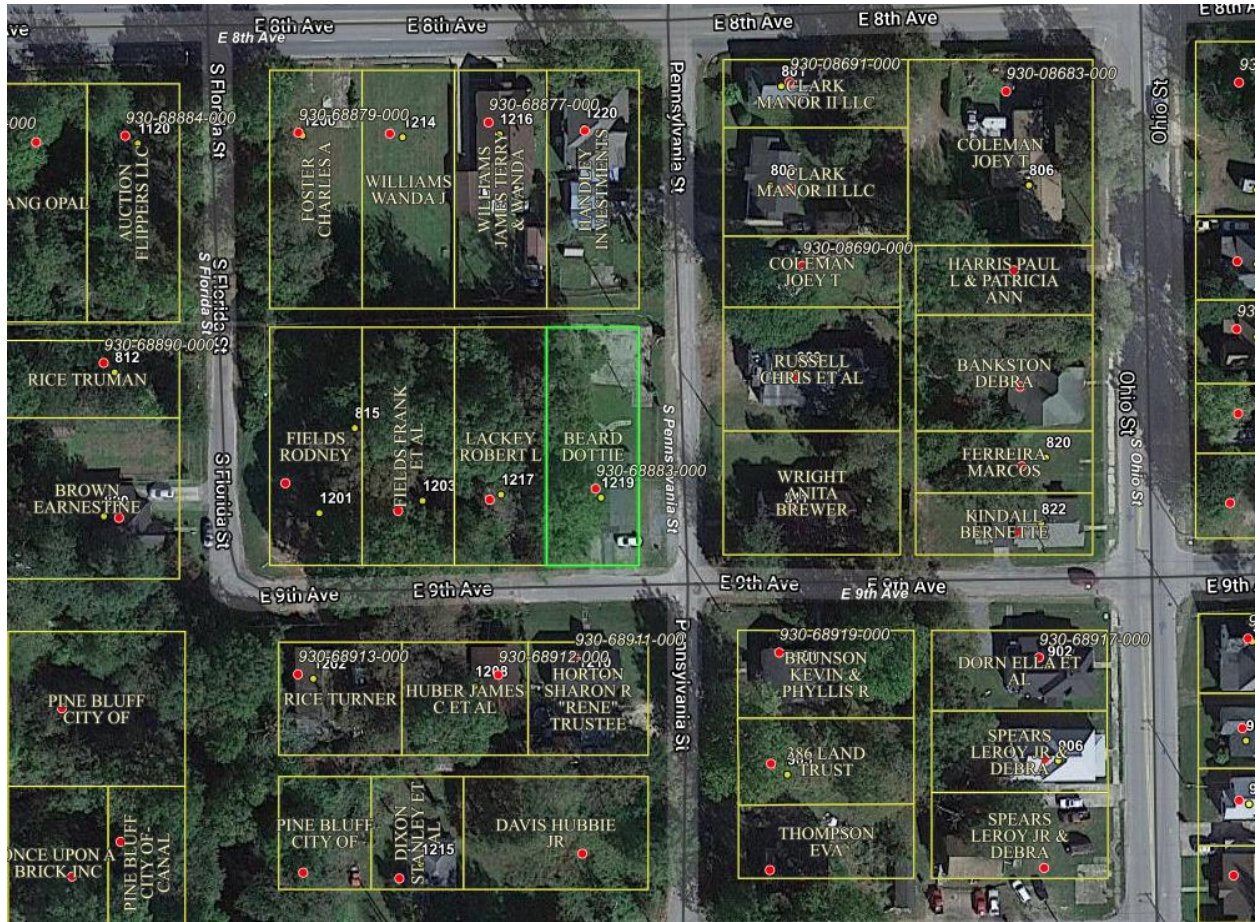 E 8th Ave
E 8th Ave
E 8th Ave
E 8th Ave
E 8th Ave
E 8th Ave
S Florida St
Pennsylvania St
Ohio St
930-68884-000
1120
AUCTION
FLIPPERS LLC
ANG OPAL
930-68879-000
1200
FOSTER
CHARLES A
1214
WILLIAMS
WANDA J
930-68877-000
1216
WILLIAMS
JAMES TERRY
& WANDA
1220
HANDLEY
INVESTMENTS
930-08691-000
801
CLARK
MANOR II LLC
CLARK
MANOR II LLC
930-08690-000
COLEMAN
JOEY T
930-08683-000
COLEMAN
JOEY T
806
HARRIS PAUL
L & PATRICIA
ANN
S Florida St
S Florida St
930-68890-000
812
RICE TRUMAN
BROWN
EARNESTINE
S Florida St
815
FIELDS
RODNEY
1201
FIELDS FRANK
ET AL
1203
LACKEY
ROBERT L
1217
BEARD
DOTTIE
930-68883-000
1219
S Pennsylvania St
RUSSELL
CHRIS ET AL
WRIGHT
ANITA
BREWER
BANKSTON
DEBRA
820
FERREIRA
MARCOS
822
KINDALL
BERNETTE
Ohio St
S Ohio St
E 9th Ave
E 9th Ave
E 9th Ave
E 9th Ave
E 9th Ave
E 9th
PINE BLUFF
CITY OF
930-68913-000
1202
RICE TURNER
930-68912-000
1208
HUBER JAMES
C ET AL
930-68911-000
1210
HORTON
SHARON R
"RENE"
TRUSTEE
Pennsylvania St
930-68919-000
BRUNSON
KEVIN &
PHYLLIS R
930-68917-000
902
DORN ELLA ET
AL
386 LAND
TRUST
SPEARS
LEROY JR
& DEBRA
906
ONCE UPON A
BRICK INC
PINE BLUFF
CITY OF-
CANAL
PINE BLUFF
CITY OF
DIXON
STANLEY ET
AL
1215
DAVIS HUBBIE
JR
THOMPSON
EVA
SPEARS
LEROY JR &
DEBRA